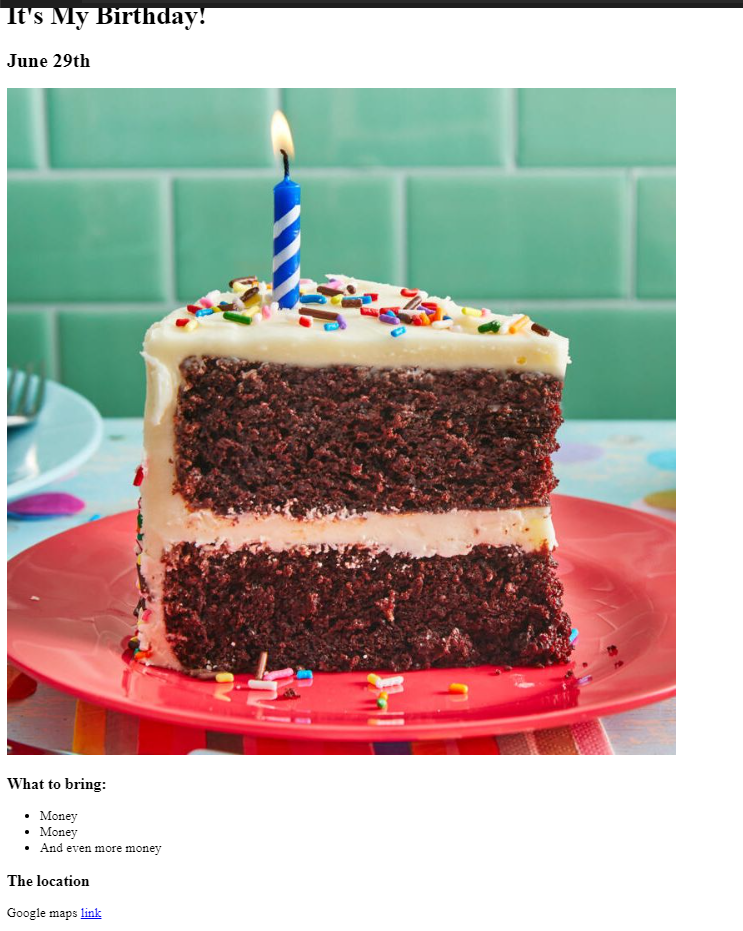 It's My Birthday!
June 29th
What to bring:
Money
Money
And even more money
The location
Google maps link